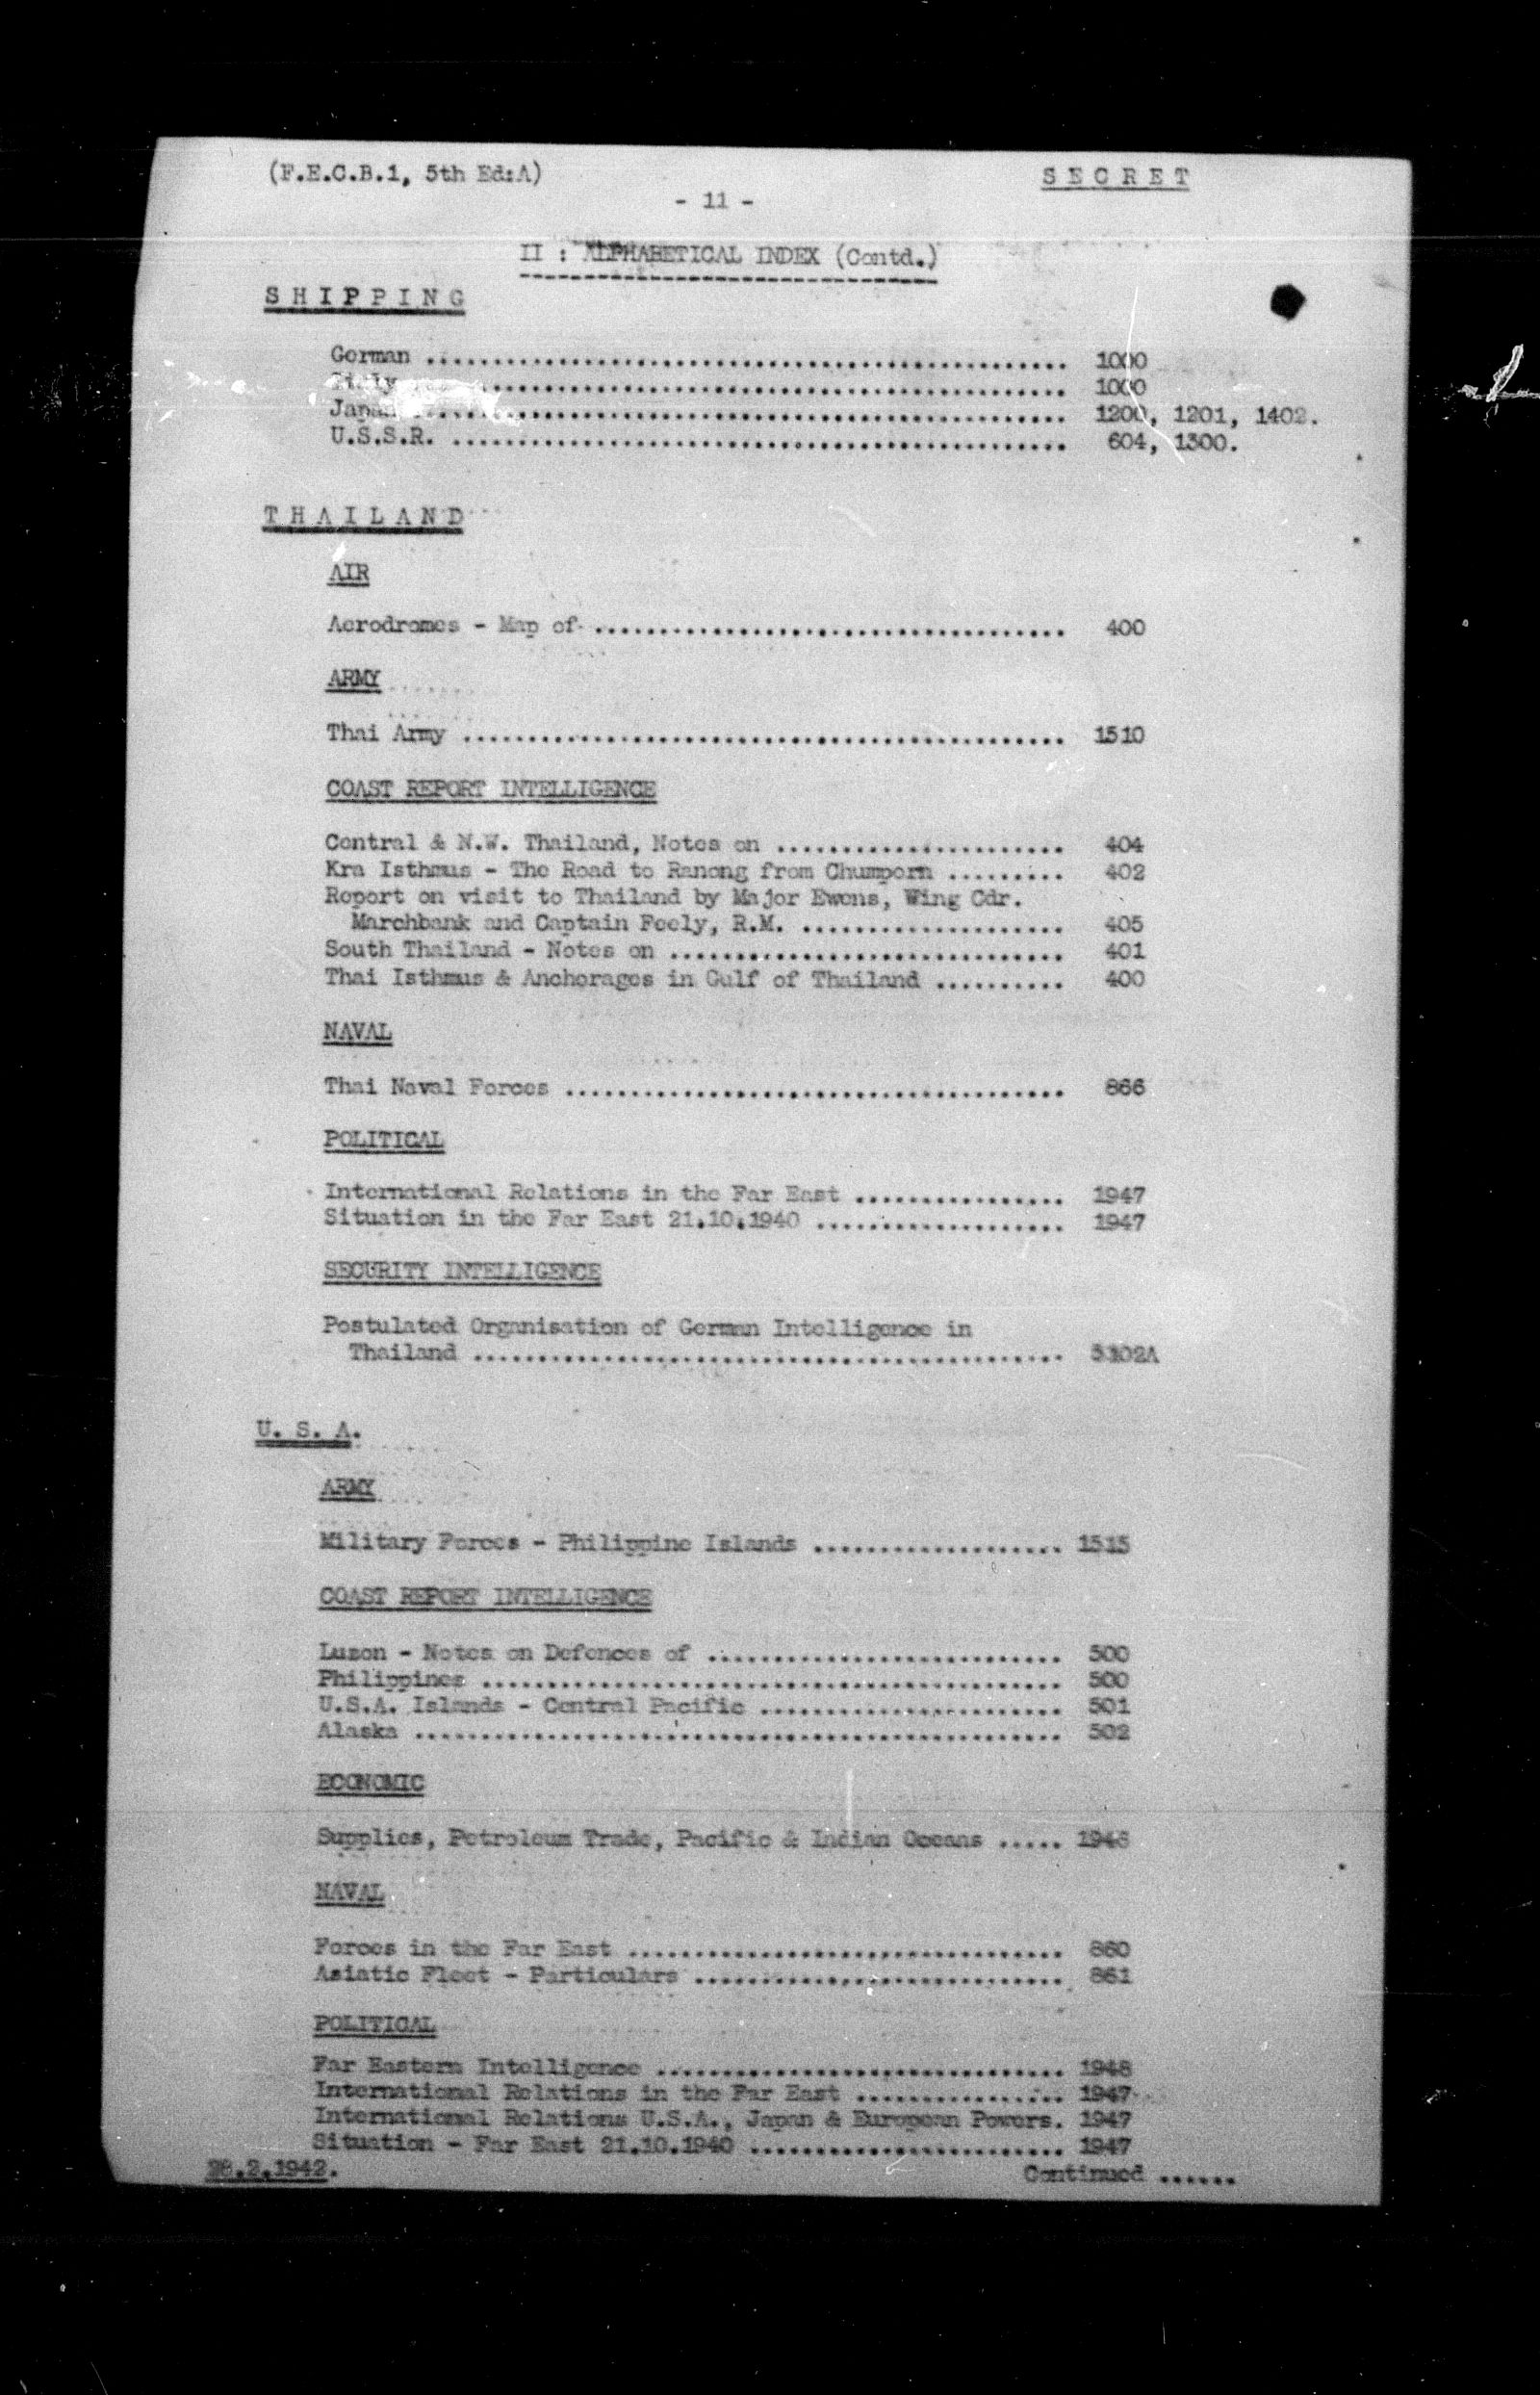 (F.E.C.B.1, 5th Ed:A)
SECRET
- 11 -
II : ALPHABETICAL INDEX (Contd.)
SHIPPING
German ................................................. 1000
Italy .................................................. 1000
Japan .................................................. 1200, 1201, 1402.
U.S.S.R. ............................................... 604, 1300.
THAILAND
AIR
Aerodromes - Map of .................................... 400
ARMY
Thai Army .............................................. 1510
COAST REPORT INTELLIGENCE
Central & N.W. Thailand, Notes on ...................... 404
Kra Isthmus - The Road to Ranong from Chumporn ......... 402
Report on visit to Thailand by Major Ewens, Wing Cdr.
Marchbank and Captain Feely, R.M. .................... 405
South Thailand - Notes on .............................. 401
Thai Isthmus & Anchorages in Gulf of Thailand .......... 400
NAVAL
Thai Naval Forces ...................................... 866
POLITICAL
International Relations in the Far East ................ 1947
Situation in the Far East 21.10.1940 ................... 1947
SECURITY INTELLIGENCE
Postulated Organisation of German Intelligence in
Thailand .............................................
U. S. A.
ARMY
Military Forces - Philippine Islands ................... 1515
COAST REPORT INTELLIGENCE
Luzon - Notes on Defences of ........................... 500
Philippines ............................................ 500
U.S.A. Islands - Central Pacific ....................... 501
Alaska ................................................. 502
ECONOMIC
Supplies, Petroleum Trade, Pacific & Indian Oceans ..... 1948
NAVAL
Forces in the Far East ................................. 860
Asiatic Fleet - Particulars ............................ 861
POLITICAL
Far Eastern Intelligence ............................... 1948
International Relations in the Far East ................ 1947
International Relations U.S.A., Japan & European Powers. 1947
Situation - Far East 21.10.1940 ........................ 1947
28.2.1942.
Continued ......